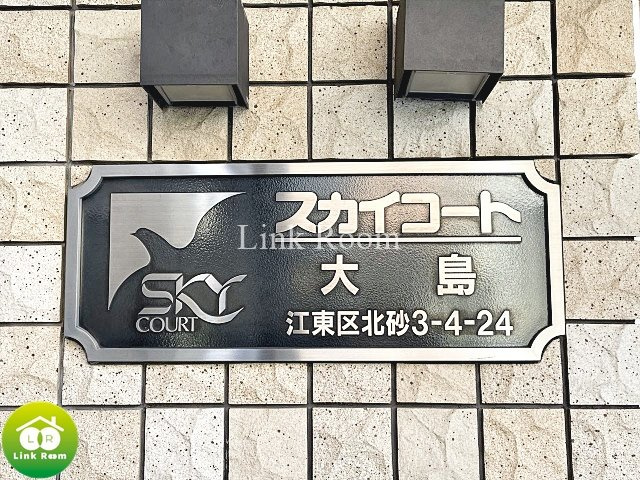 スカイコート
Link Room
大島
SKY
COURT
江東区北砂3-4-24
LR
Link Room